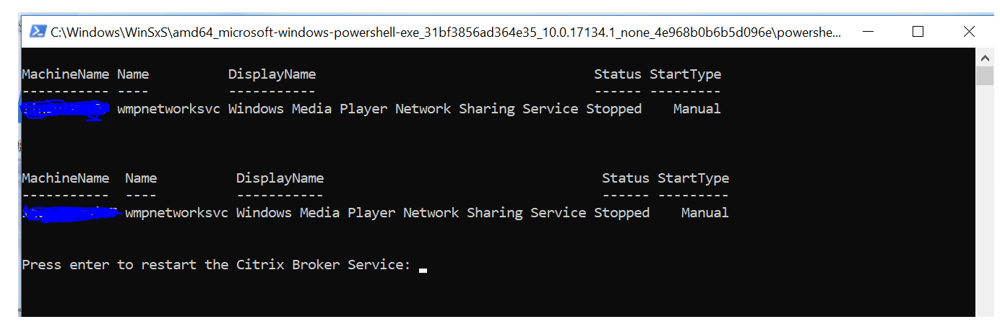 C:\Windows\WinSxS\amd64_microsoft-windows-powershell-exe_31bf3856ad364e35_10.0.17134.1_none_4e968b0b6b5d096e\powershe...
MachineName Name DisplayName Status StartType
----------- ---- ----------- ------ ---------
wmpnetworksvc Windows Media Player Network Sharing Service Stopped Manual
MachineName Name DisplayName Status StartType
----------- ---- ----------- ------ ---------
wmpnetworksvc Windows Media Player Network Sharing Service Stopped Manual
Press enter to restart the Citrix Broker Service: